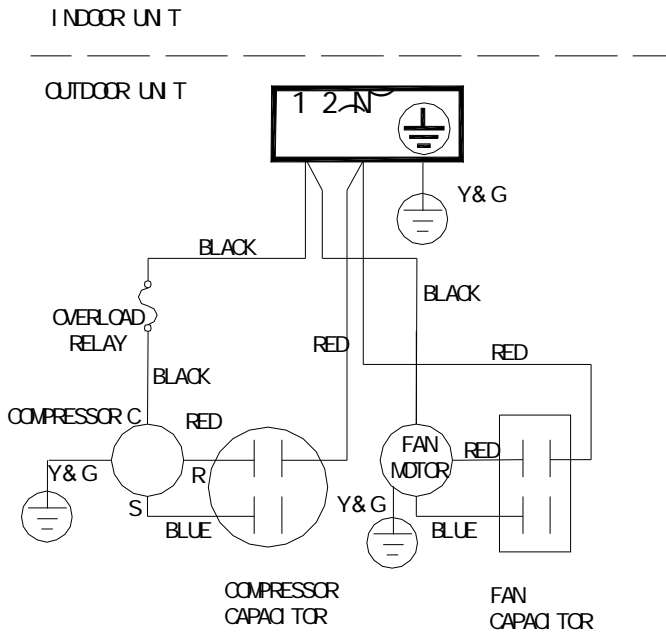 INDOOR UNIT
OUTDOOR UNIT
1 2 N
Y&G
BLACK
BLACK
OVERLOAD
RELAY
RED
RED
BLACK
COMPRESSOR C
RED
FAN
MOTOR
RED
Y&G
R
S
Y&G
BLUE
BLUE
COMPRESSOR
CAPACITOR
FAN
CAPACITOR